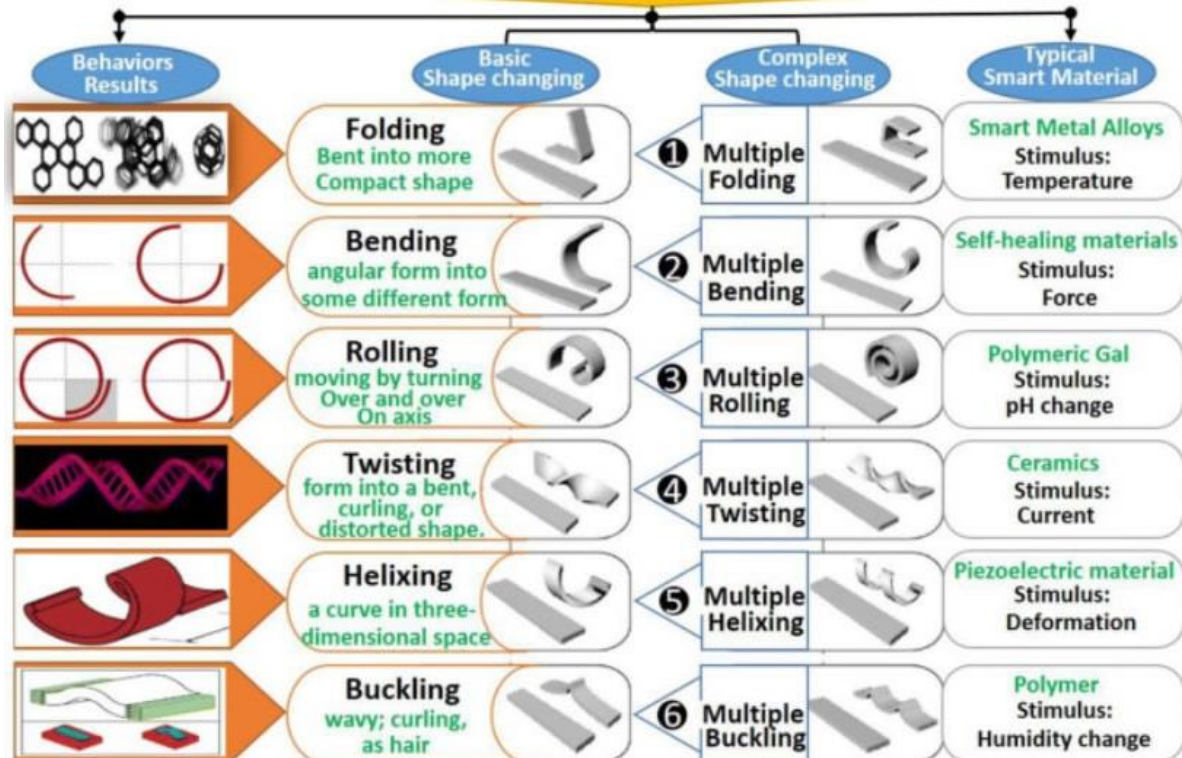 Behaviors
Results
Basic
Shape changing
Complex
Shape changing
Typical
Smart Material
Folding
Bent into more
Compact shape
1
Multiple
Folding
Smart Metal Alloys
Stimulus:
Temperature
Bending
angular form into
some different form
2
Multiple
Bending
Self-healing materials
Stimulus:
Force
Rolling
moving by turning
Over and over
On axis
3
Multiple
Rolling
Polymeric Gal
Stimulus:
pH change
Twisting
form into a bent,
curling, or
distorted shape.
4
Multiple
Twisting
Ceramics
Stimulus:
Current
Helixing
a curve in three-
dimensional space
5
Multiple
Helixing
Piezoelectric material
Stimulus:
Deformation
Buckling
wavy; curling,
as hair
6
Multiple
Buckling
Polymer
Stimulus:
Humidity change